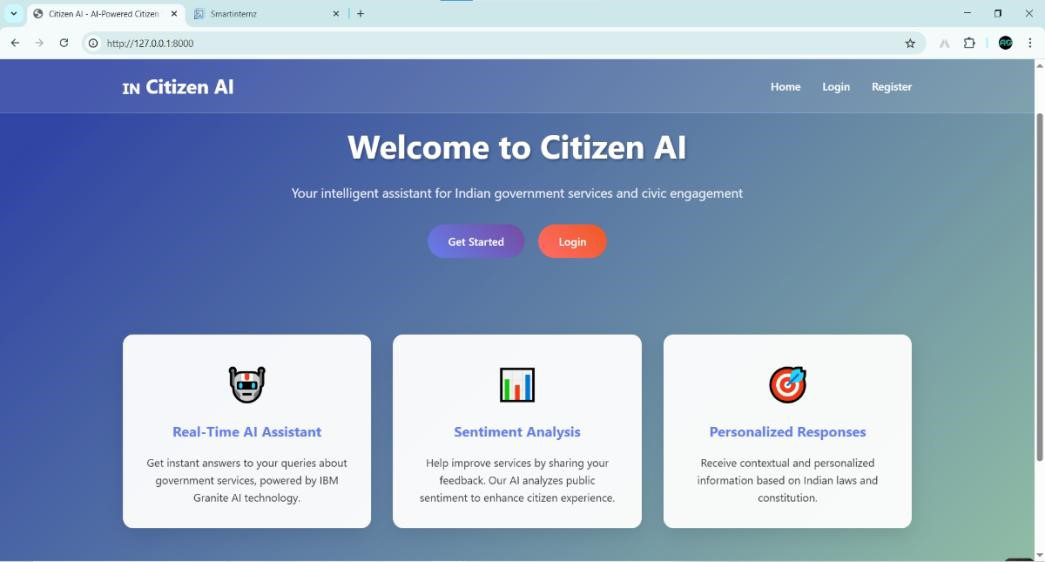 Citizen AI - AI-Powered Citizen
Smartinternz
http://127.0.0.1:8000
IN Citizen AI
Home
Login
Register
Welcome to Citizen AI
Your intelligent assistant for Indian government services and civic engagement
Get Started
Login
Real-Time AI Assistant
Get instant answers to your queries about
government services, powered by IBM
Granite AI technology.
Sentiment Analysis
Help improve services by sharing your
feedback. Our AI analyzes public
sentiment to enhance citizen experience.
Personalized Responses
Receive contextual and personalized
information based on Indian laws and
constitution.